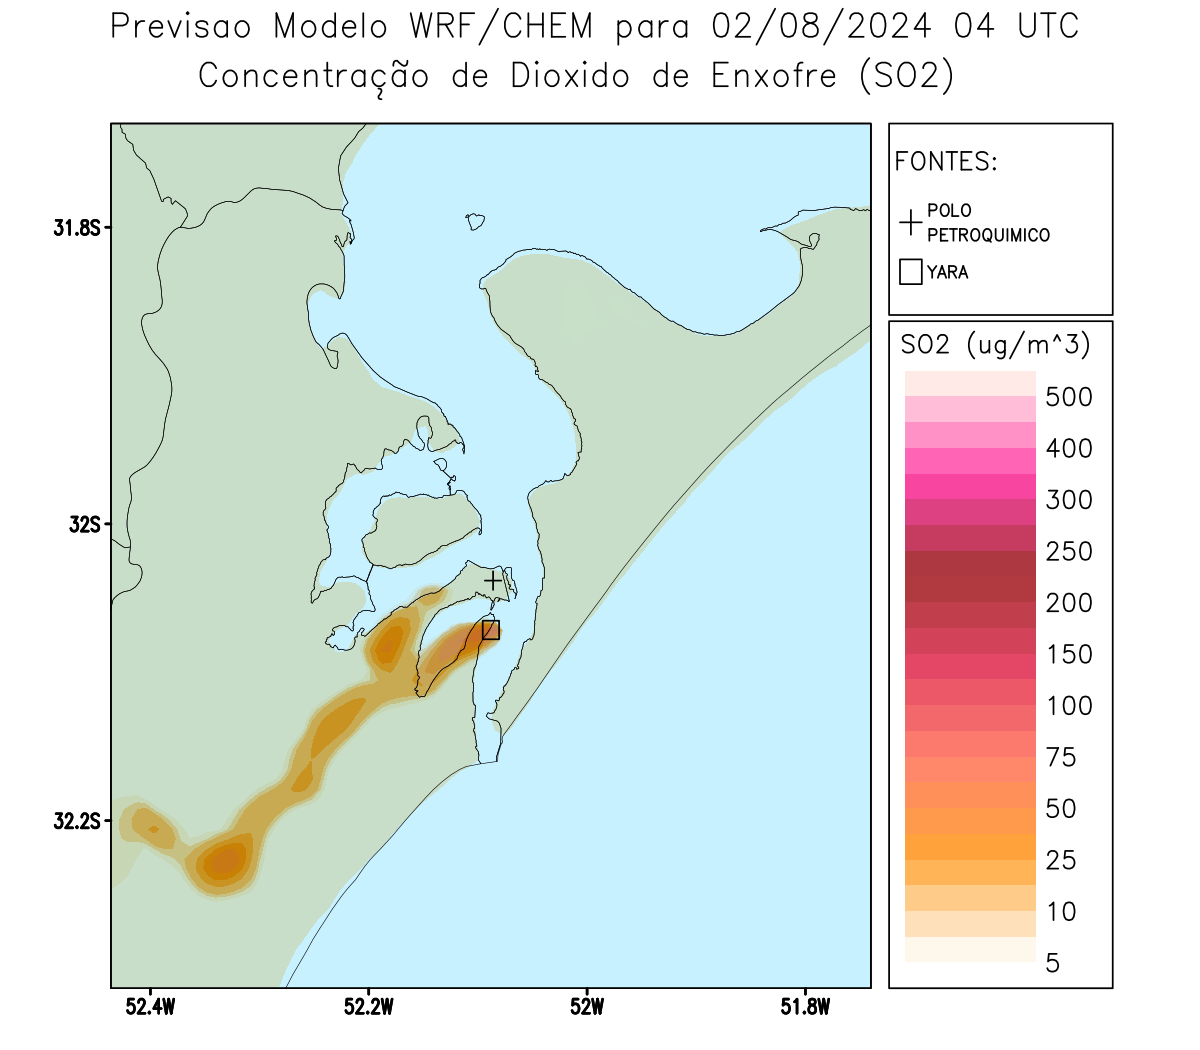 Previsao Modelo WRF/CHEM para 02/08/2024 04 UTC
Concentração de Dioxido de Enxofre (SO2)
FONTES:
POLO
PETROQUIMICO
YARA
31.8S
32S
32.2S
52.4W
52.2W
52W
51.8W
SO2 (ug/m^3)
500
400
300
250
200
150
100
75
50
25
10
5